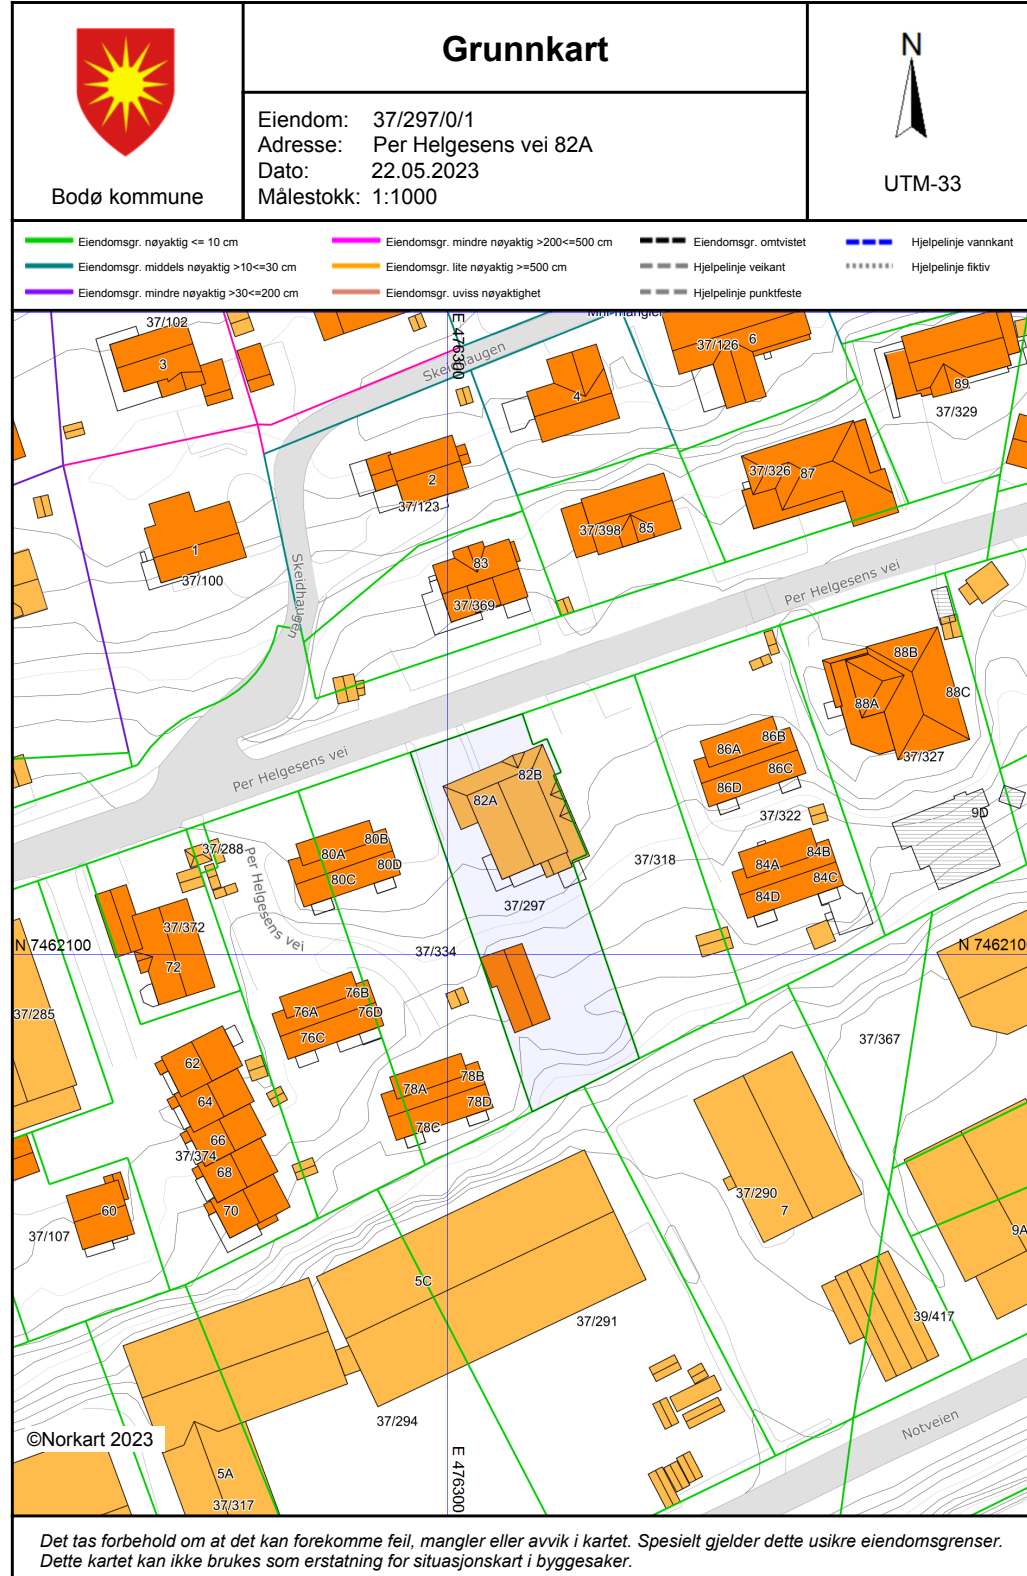 Grunnkart
Bodø kommune
Eiendom: 37/297/0/1
Adresse: Per Helgesens vei 82A
Dato: 22.05.2023
Målestokk: 1:1000
N
UTM-33
Eiendomsgr. nøyaktig <= 10 cm
Eiendomsgr. middels nøyaktig >10<=30 cm
Eiendomsgr. mindre nøyaktig >30<=200 cm
Eiendomsgr. mindre nøyaktig >200<=500 cm
Eiendomsgr. lite nøyaktig >=500 cm
Eiendomsgr. uviss nøyaktighet
Eiendomsgr. omtvistet
Hjelpelinje veikant
Hjelpelinje punktfeste
Hjelpelinje vannkant
Hjelpelinje fiktiv
37/102
3
E 476300
Skeidhaugen
4
37/126
6
89
37/329
2
37/123
37/326
87
1
37/100
Skeidhaugen
83
37/369
37/398
85
Per Helgesens vei
88B
88C
88A
37/327
Per Helgesens vei
82B
82A
86A
86B
86C
86D
37/322
9D
37/288
Per Helgesens vei
80A
80B
80C
80D
37/318
84A
84B
84C
84D
37/297
37/372
72
N 7462100
37/334
N 7462100
37/285
76A
76B
76C
76D
37/367
62
64
66
37/374
68
70
78A
78B
78C
78D
60
37/107
37/290
7
9A
5C
37/291
39/417
37/294
Notveien
©Norkart 2023
5A
37/317
E 476300
Det tas forbehold om at det kan forekomme feil, mangler eller avvik i kartet. Spesielt gjelder dette usikre eiendomsgrenser.
Dette kartet kan ikke brukes som erstatning for situasjonskart i byggesaker.